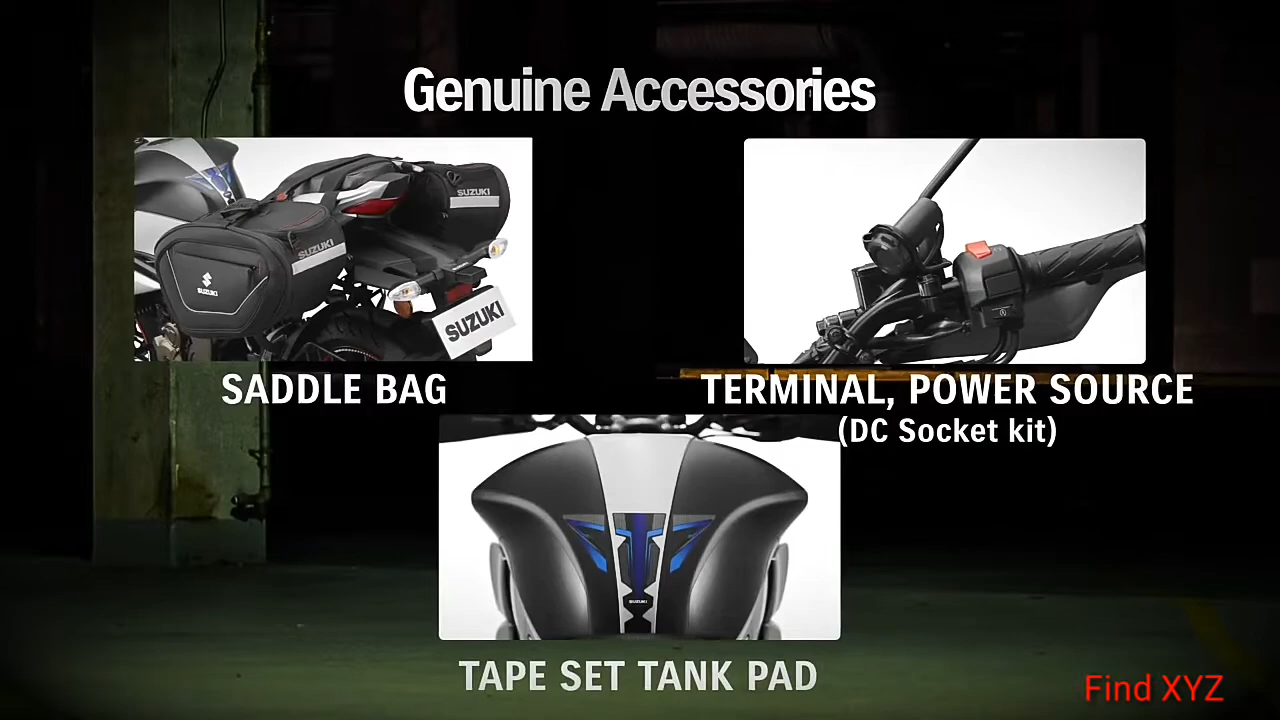 Genuine Accessories
SUZUKI
SUZUKI
SUZUKI
SUZUKI
SADDLE BAG
TERMINAL, POWER SOURCE
(DC Socket kit)
SUZUKI
TAPE SET TANK PAD
Find XYZ